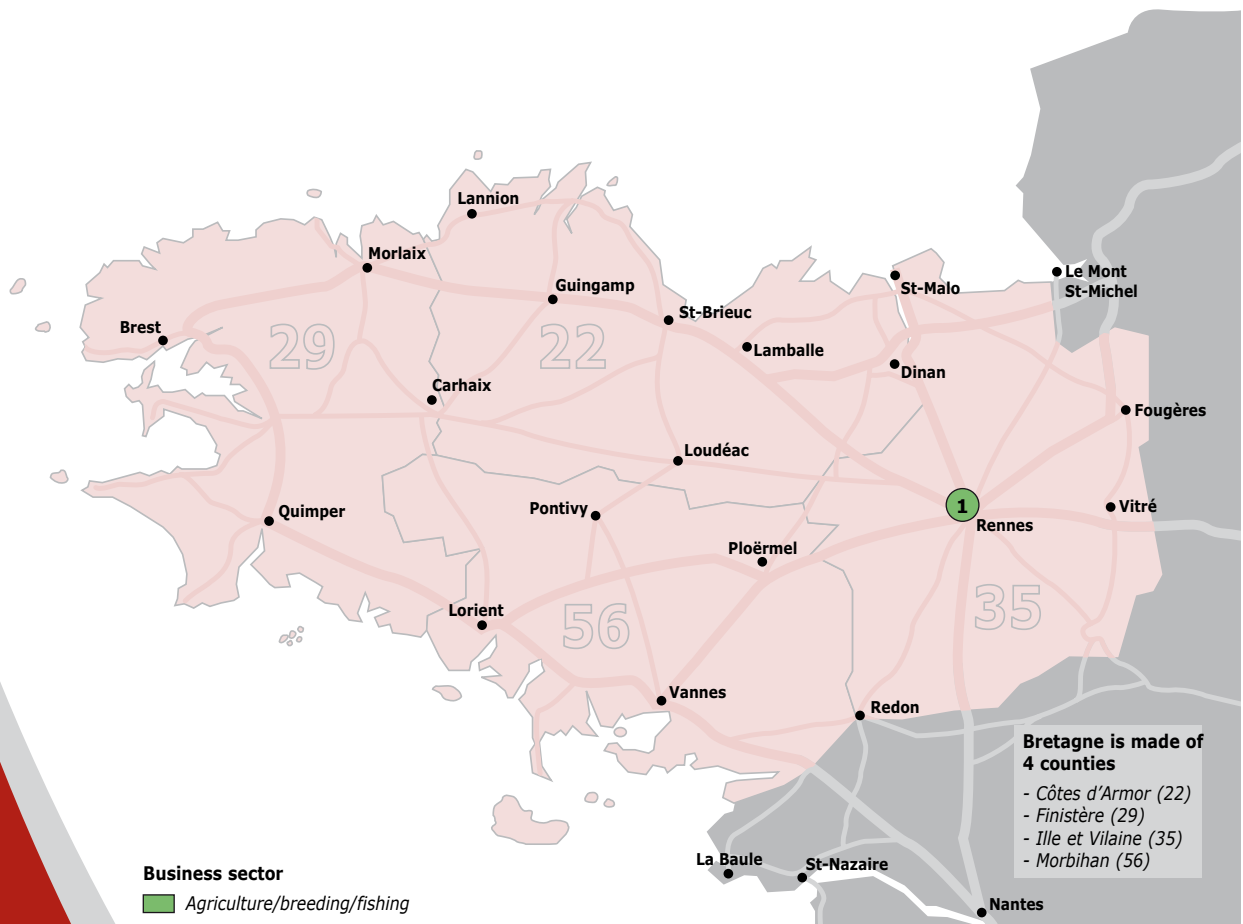 Lannion
Morlaix
Le Mont
St-Michel
St-Malo
Guingamp
St-Brieuc
Brest
29
22
Lamballe
Dinan
Carhaix
Fougères
Loudéac
1
Rennes
Vitré
Pontivy
Quimper
Ploërmel
Lorient
56
35
Vannes
Redon
Bretagne is made of
4 counties
- Côtes d'Armor (22)
- Finistère (29)
- Ille et Vilaine (35)
- Morbihan (56)
La Baule
St-Nazaire
Nantes
Business sector
Agriculture/breeding/fishing